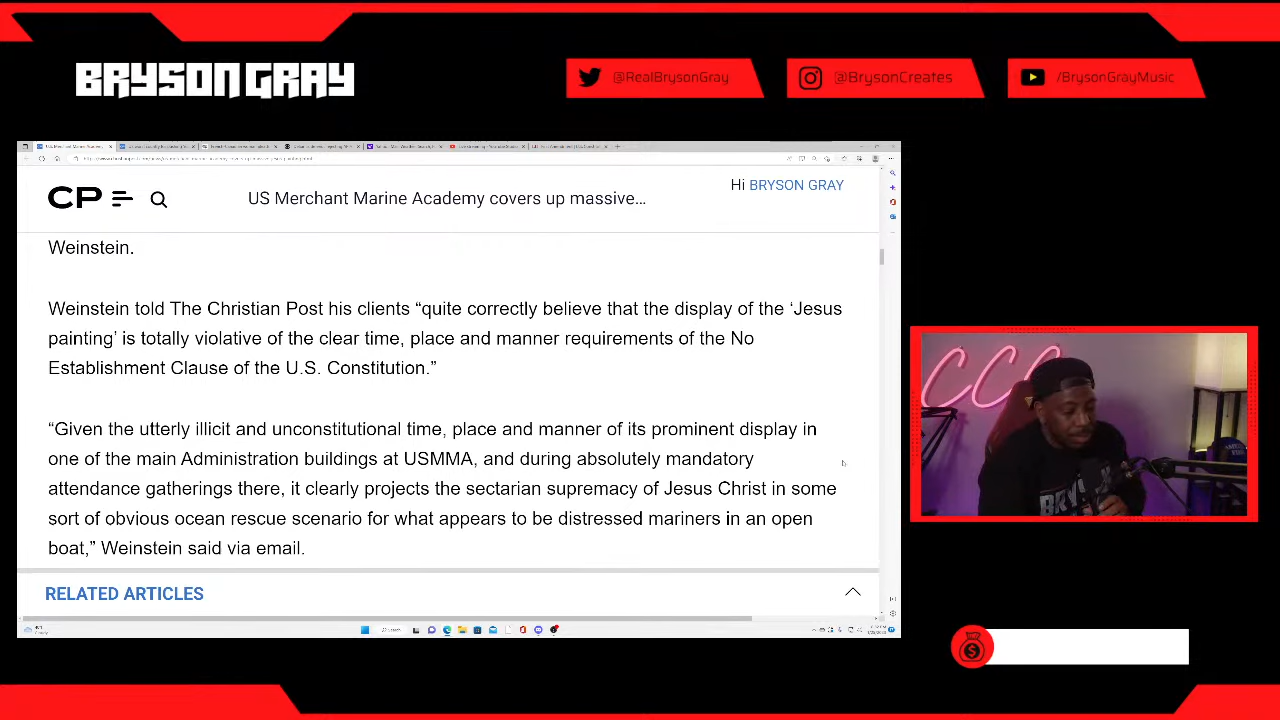 BRYSON GRAY
@RealBrysonGray
@BrysonCreates
/BrysonGrayMusic
CP
US Merchant Marine Academy covers up massive...
Hi BRYSON GRAY
Weinstein.
Weinstein told The Christian Post his clients “quite correctly believe that the display of the ‘Jesus
painting’ is totally violative of the clear time, place and manner requirements of the No
Establishment Clause of the U.S. Constitution.”
“Given the utterly illicit and unconstitutional time, place and manner of its prominent display in
one of the main Administration buildings at USMMA, and during absolutely mandatory
attendance gatherings there, it clearly projects the sectarian supremacy of Jesus Christ in some
sort of obvious ocean rescue scenario for what appears to be distressed mariners in an open
boat,” Weinstein said via email.
RELATED ARTICLES
CCC